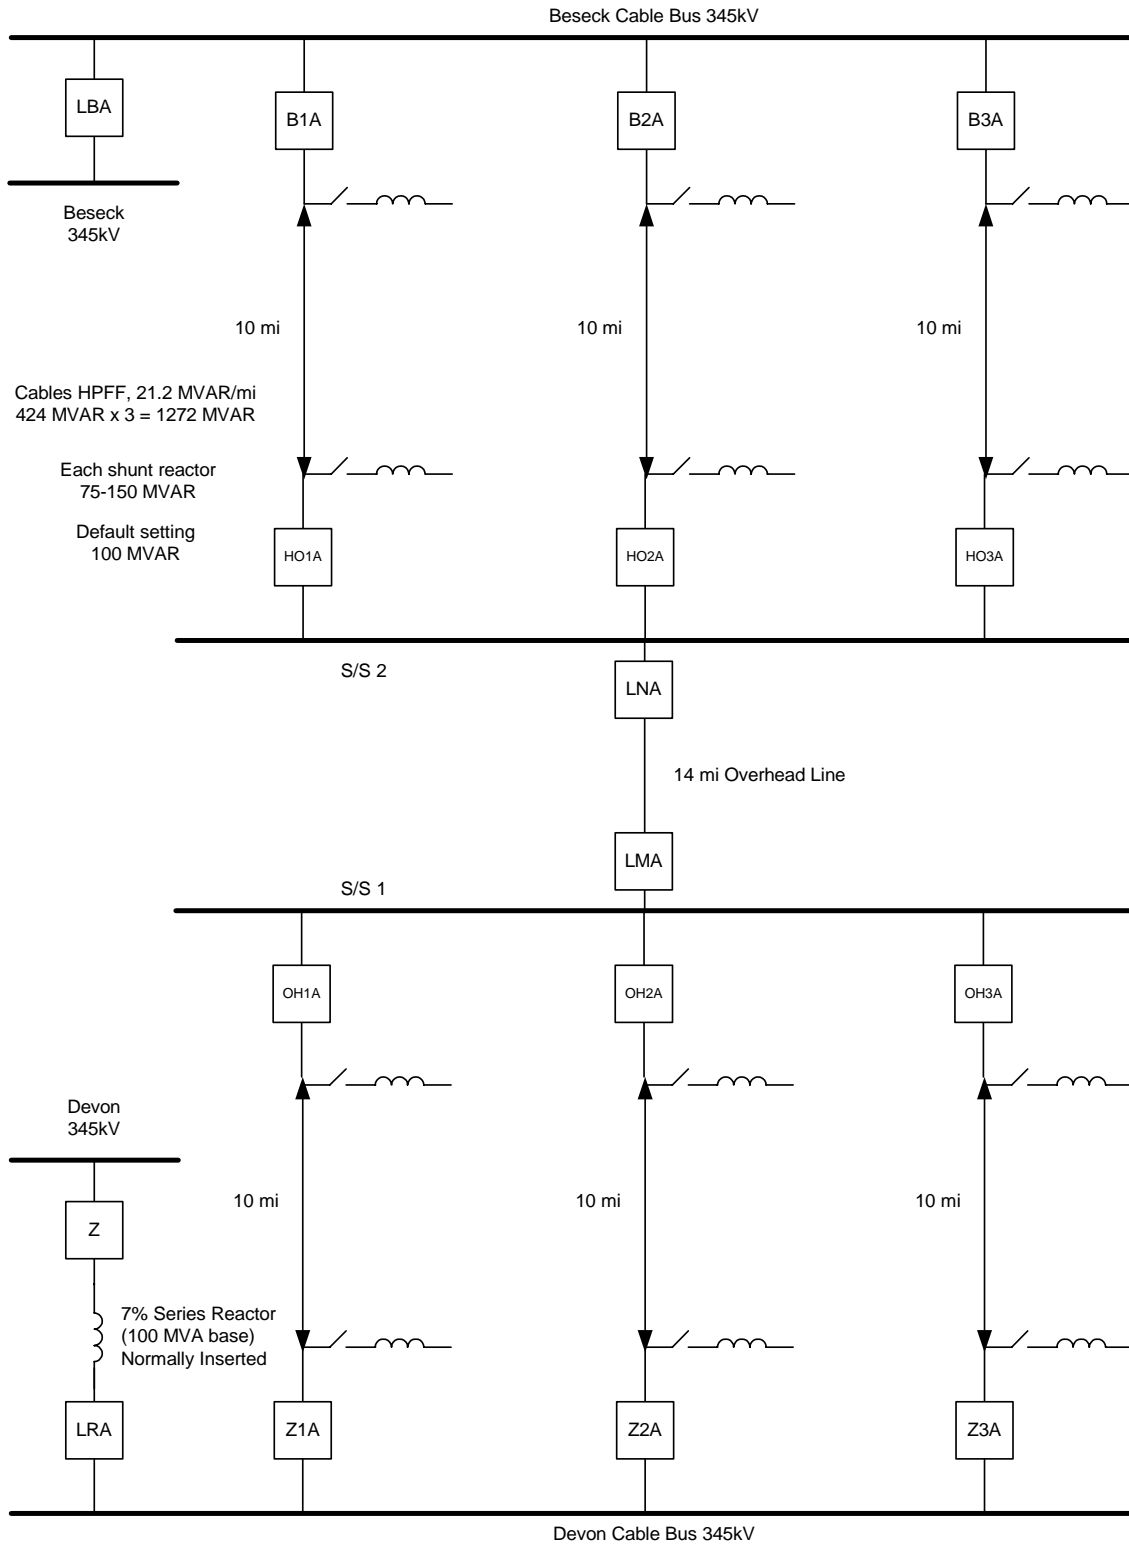 Beseck Cable Bus 345kV
LBA
B1A
B2A
B3A
Beseck
345kV
10 mi
10 mi
10 mi
Cables HPFF, 21.2 MVAR/mi
424 MVAR x 3 = 1272 MVAR
Each shunt reactor
75-150 MVAR
Default setting
100 MVAR
HO1A
HO2A
HO3A
S/S 2
LNA
14 mi Overhead Line
LMA
S/S 1
OH1A
OH2A
OH3A
Devon
345kV
10 mi
10 mi
10 mi
Z
7% Series Reactor
(100 MVA base)
Normally Inserted
LRA
Z1A
Z2A
Z3A
Devon Cable Bus 345kV